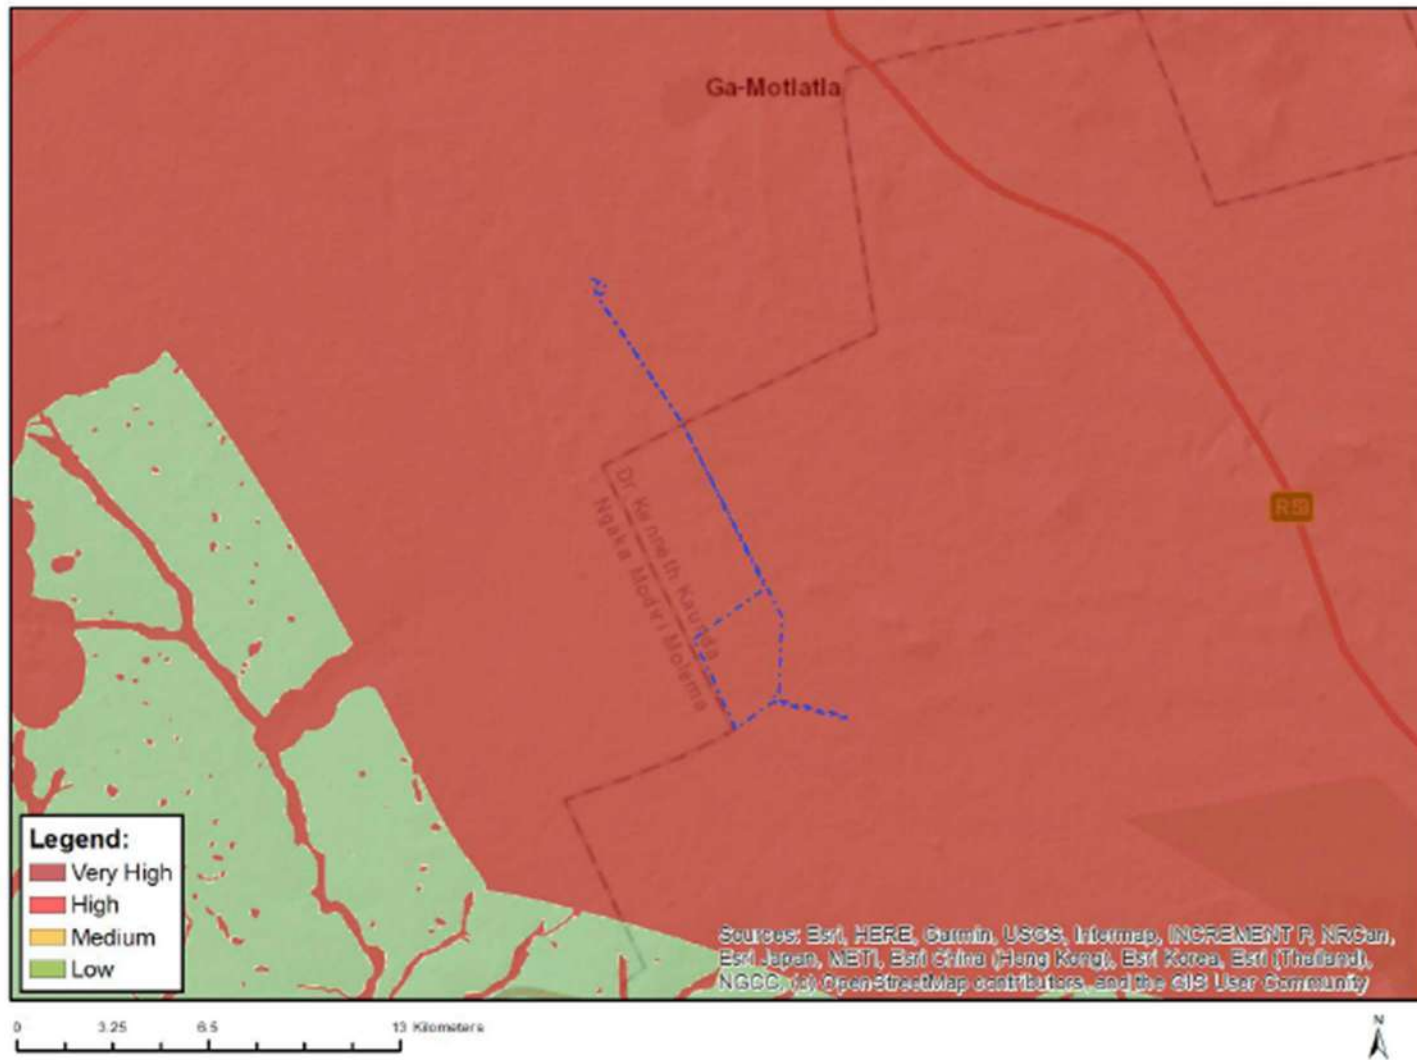 Ga-Motlatla
R53
Dr Kenneth Kaunda
Ngaka Modiri Molema
Legend:
Very High
High
Medium
Low
Sources: Esri, HERE, Garmin, USGS, Intermap, INCREMENT P, NRCan,
Esri Japan, METI, Esri China (Hong Kong), Esri Korea, Esri (Thailand),
NGCC, (c) OpenStreetMap contributors, and the GIS User Community
0 3.25 6.5 13 Kilometers
N